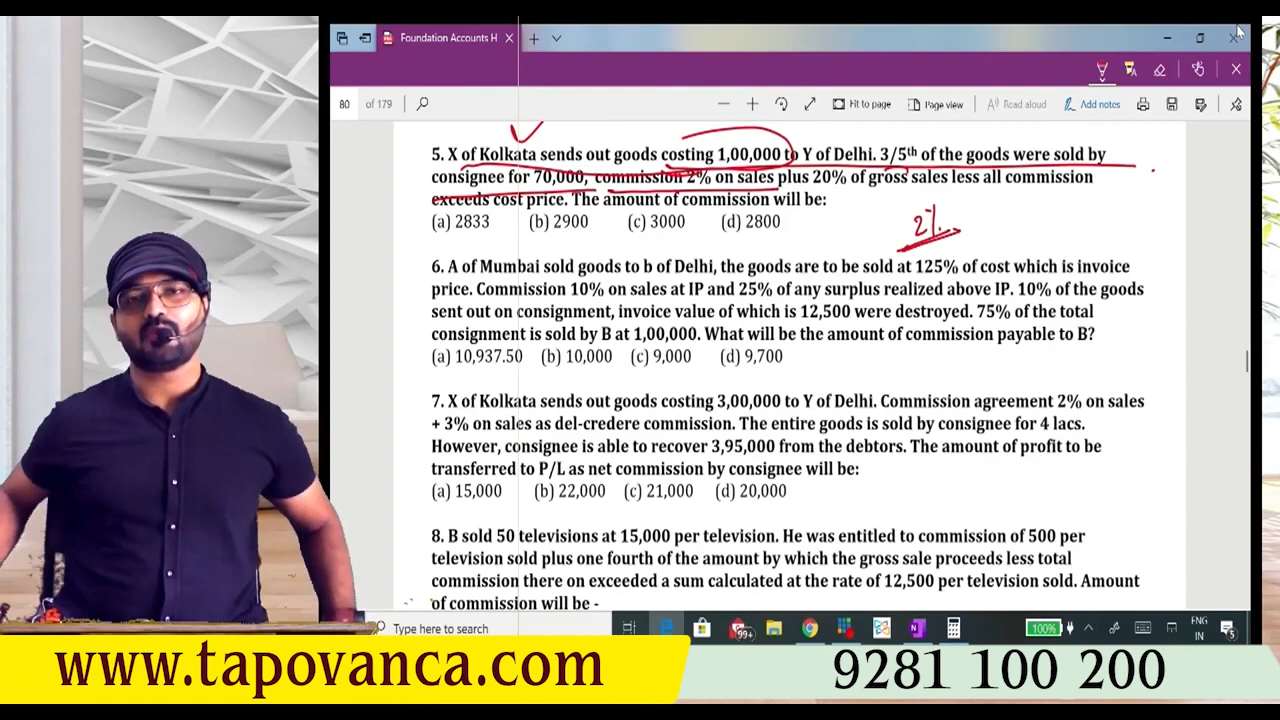 Foundation Accounts H
80 of 179
Fit to page
Page view
Read aloud
Add notes
5. X of Kolkata sends out goods costing 1,00,000 to Y of Delhi. 3/5th of the goods were sold by
consignee for 70,000, commission 2% on sales plus 20% of gross sales less all commission
exceeds cost price. The amount of commission will be:
(a) 2833 (b) 2900 (c) 3000 (d) 2800
2%
6. A of Mumbai sold goods to b of Delhi, the goods are to be sold at 125% of cost which is invoice
price. Commission 10% on sales at IP and 25% of any surplus realized above IP. 10% of the goods
sent out on consignment, invoice value of which is 12,500 were destroyed. 75% of the total
consignment is sold by B at 1,00,000. What will be the amount of commission payable to B?
(a) 10,937.50 (b) 10,000 (c) 9,000 (d) 9,700
7. X of Kolkata sends out goods costing 3,00,000 to Y of Delhi. Commission agreement 2% on sales
+ 3% on sales as del-credere commission. The entire goods is sold by consignee for 4 lacs.
However, consignee is able to recover 3,95,000 from the debtors. The amount of profit to be
transferred to P/L as net commission by consignee will be:
(a) 15,000 (b) 22,000 (c) 21,000 (d) 20,000
8. B sold 50 televisions at 15,000 per television. He was entitled to commission of 500 per
television sold plus one fourth of the amount by which the gross sale proceeds less total
commission there on exceeded a sum calculated at the rate of 12,500 per television sold. Amount
of commission will be -
Type here to search
99+
100%
ENG
IN
5
www.tapovanca.com
9281 100 200